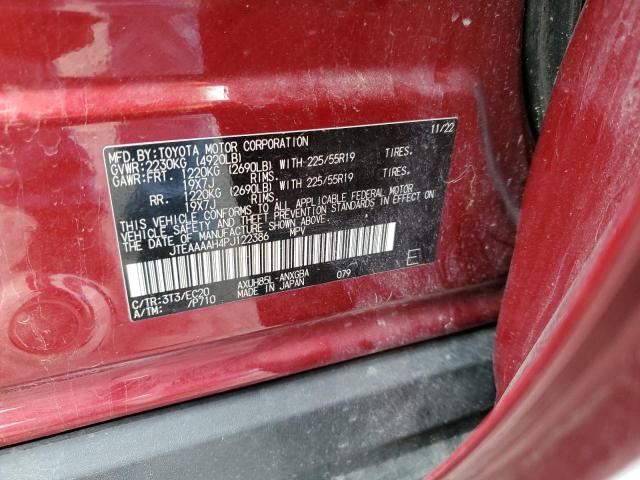 11/22
MFD. BY: TOYOTA MOTOR CORPORATION
GVWR: 2230KG (4920LB)
GAWR: FRT. 1220KG (2690LB) WITH 225/55R19 TIRES.
19X7J RIMS.
RR. 1220KG (2690LB) WITH 225/55R19 TIRES.
19X7J RIMS.
THIS VEHICLE CONFORMS TO ALL APPLICABLE FEDERAL MOTOR
VEHICLE SAFETY AND THEFT PREVENTION STANDARDS IN EFFECT ON
THE DATE OF MANUFACTURE SHOWN ABOVE.
JTEAAAAH4PJ122386 MPV
C/TR: 3T3/EC20 AXUH85L-ANXGBA 079 E
A/TM: /P710 MADE IN JAPAN